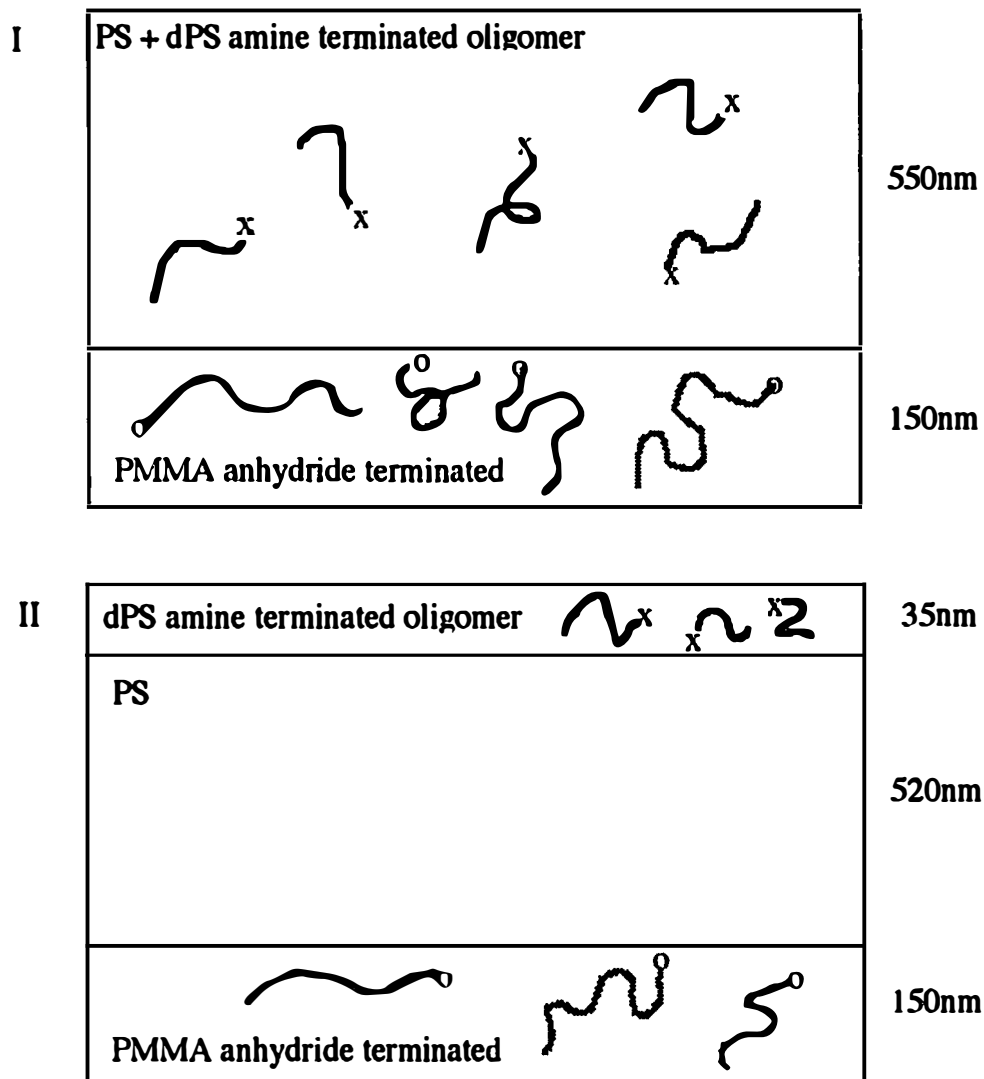 I
PS + dPS amine terminated oligomer
x
x
x
x
x
550nm
o
o
o
o
PMMA anhydride terminated
150nm
II
dPS amine terminated oligomer
x
x
x
35nm
PS
520nm
o
o
o
PMMA anhydride terminated
150nm